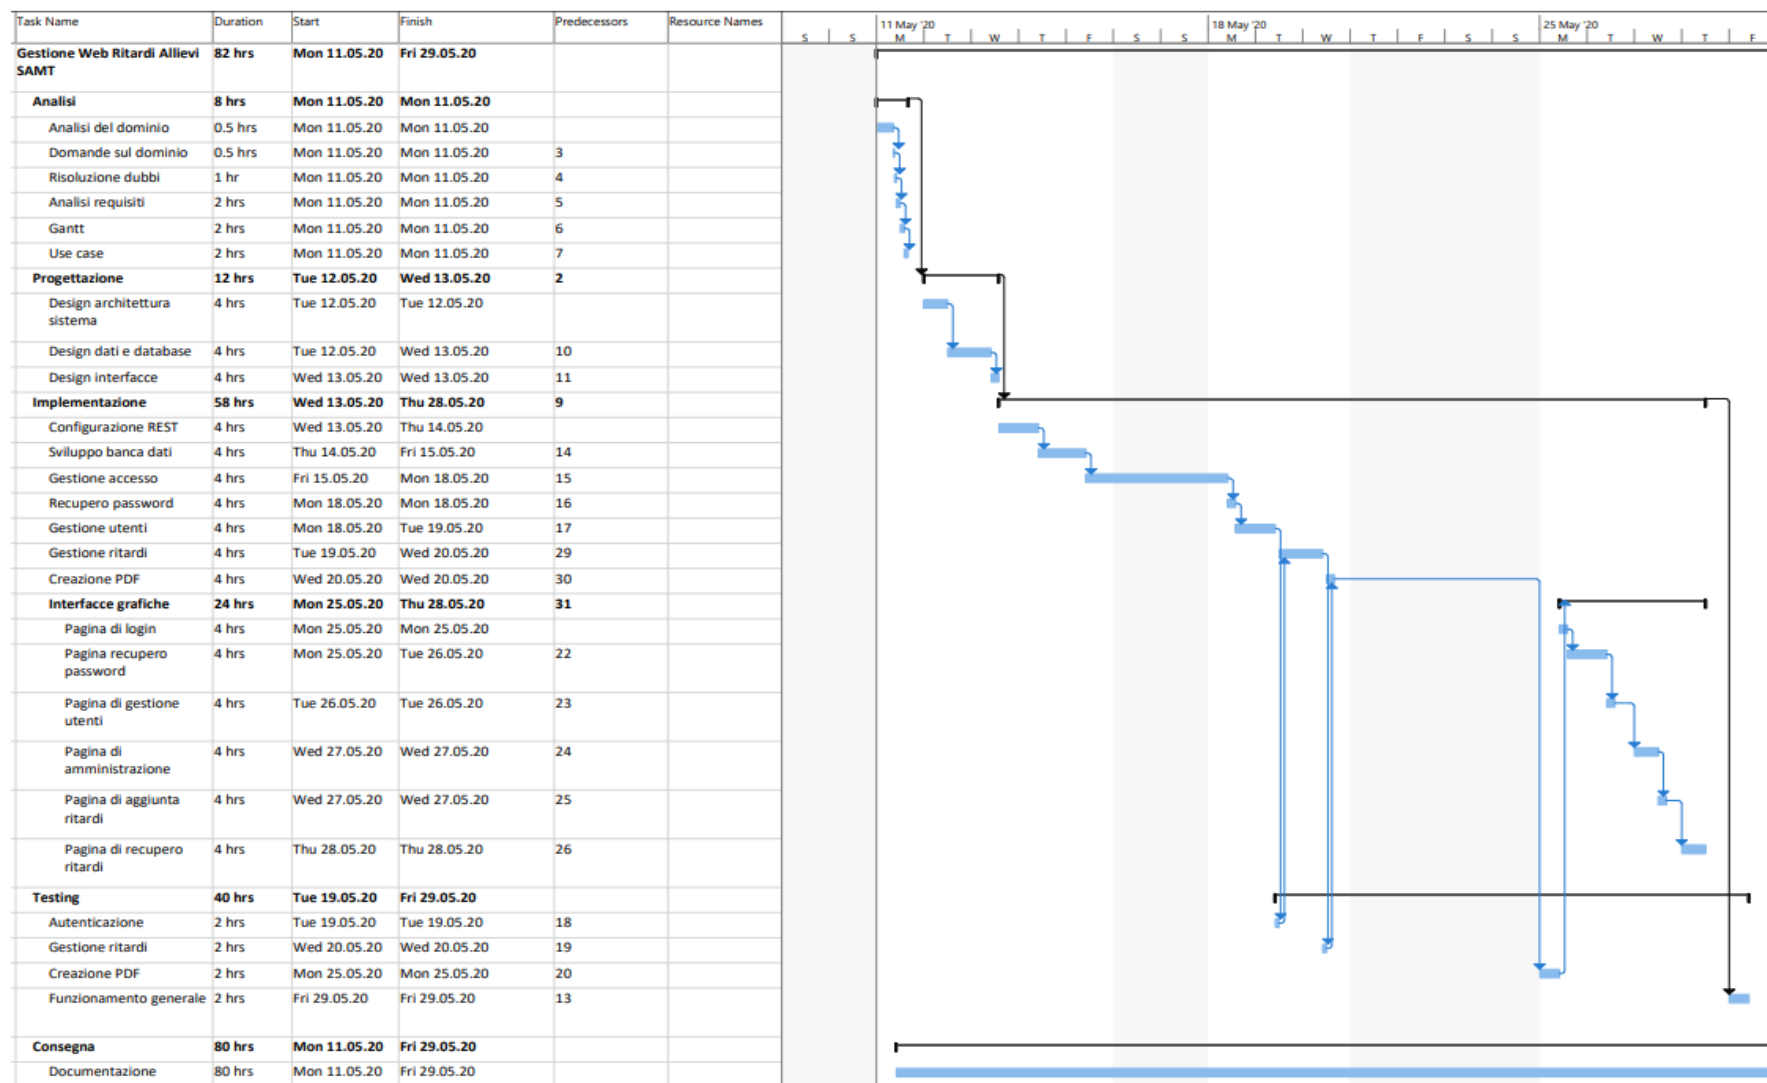 Task Name Duration Start Finish Predecessors Resource Names 11 May '20 18 May '20 25 May '20
S S M T W T F S S M T W T F S S M T W T F
Gestione Web Ritardi Allievi 82 hrs Mon 11.05.20 Fri 29.05.20
SAMT
Analisi 8 hrs Mon 11.05.20 Mon 11.05.20
Analisi del dominio 0.5 hrs Mon 11.05.20 Mon 11.05.20
Domande sul dominio 0.5 hrs Mon 11.05.20 Mon 11.05.20 3
Risoluzione dubbi 1 hr Mon 11.05.20 Mon 11.05.20 4
Analisi requisiti 2 hrs Mon 11.05.20 Mon 11.05.20 5
Gantt 2 hrs Mon 11.05.20 Mon 11.05.20 6
Use case 2 hrs Mon 11.05.20 Mon 11.05.20 7
Progettazione 12 hrs Tue 12.05.20 Wed 13.05.20 2
Design architettura 4 hrs Tue 12.05.20 Tue 12.05.20
sistema
Design dati e database 4 hrs Tue 12.05.20 Wed 13.05.20 10
Design interfacce 4 hrs Wed 13.05.20 Wed 13.05.20 11
Implementazione 58 hrs Wed 13.05.20 Thu 28.05.20 9
Configurazione REST 4 hrs Wed 13.05.20 Thu 14.05.20
Sviluppo banca dati 4 hrs Thu 14.05.20 Fri 15.05.20 14
Gestione accesso 4 hrs Fri 15.05.20 Mon 18.05.20 15
Recupero password 4 hrs Mon 18.05.20 Mon 18.05.20 16
Gestione utenti 4 hrs Mon 18.05.20 Tue 19.05.20 17
Gestione ritardi 4 hrs Tue 19.05.20 Wed 20.05.20 29
Creazione PDF 4 hrs Wed 20.05.20 Wed 20.05.20 30
Interfacce grafiche 24 hrs Mon 25.05.20 Thu 28.05.20 31
Pagina di login 4 hrs Mon 25.05.20 Mon 25.05.20
Pagina recupero 4 hrs Mon 25.05.20 Tue 26.05.20 22
password
Pagina di gestione 4 hrs Tue 26.05.20 Tue 26.05.20 23
utenti
Pagina di 4 hrs Wed 27.05.20 Wed 27.05.20 24
amministrazione
Pagina di aggiunta 4 hrs Wed 27.05.20 Wed 27.05.20 25
ritardi
Pagina di recupero 4 hrs Thu 28.05.20 Thu 28.05.20 26
ritardi
Testing 40 hrs Tue 19.05.20 Fri 29.05.20
Autenticazione 2 hrs Tue 19.05.20 Tue 19.05.20 18
Gestione ritardi 2 hrs Wed 20.05.20 Wed 20.05.20 19
Creazione PDF 2 hrs Mon 25.05.20 Mon 25.05.20 20
Funzionamento generale 2 hrs Fri 29.05.20 Fri 29.05.20 13
Consegna 80 hrs Mon 11.05.20 Fri 29.05.20
Documentazione 80 hrs Mon 11.05.20 Fri 29.05.20